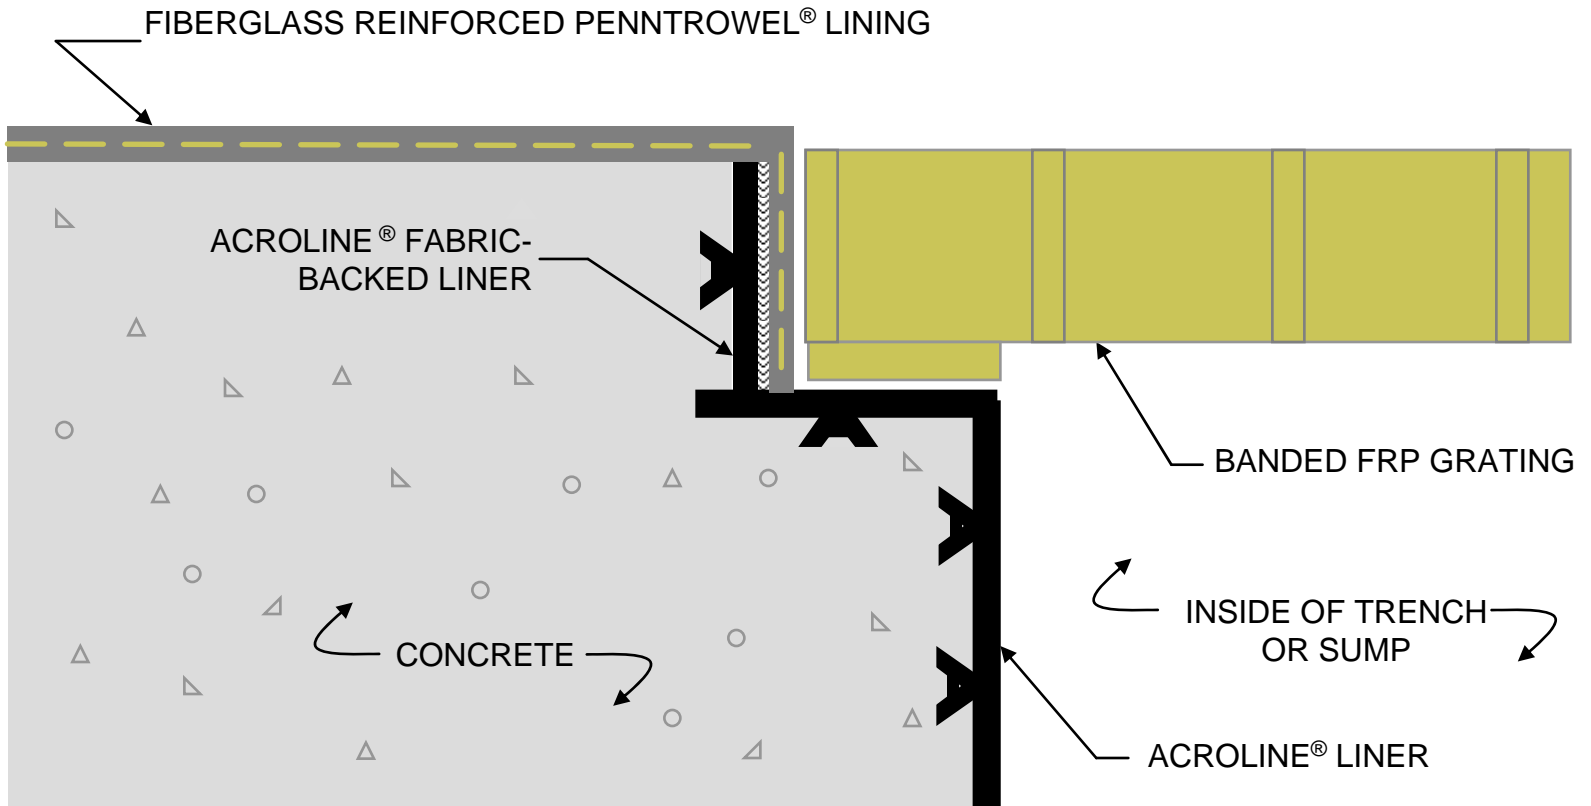 FIBERGLASS REINFORCED PENNTROWEL® LINING
ACROLINE® FABRIC-
BACKED LINER
BANDED FRP GRATING
INSIDE OF TRENCH
OR SUMP
CONCRETE
ACROLINE® LINER